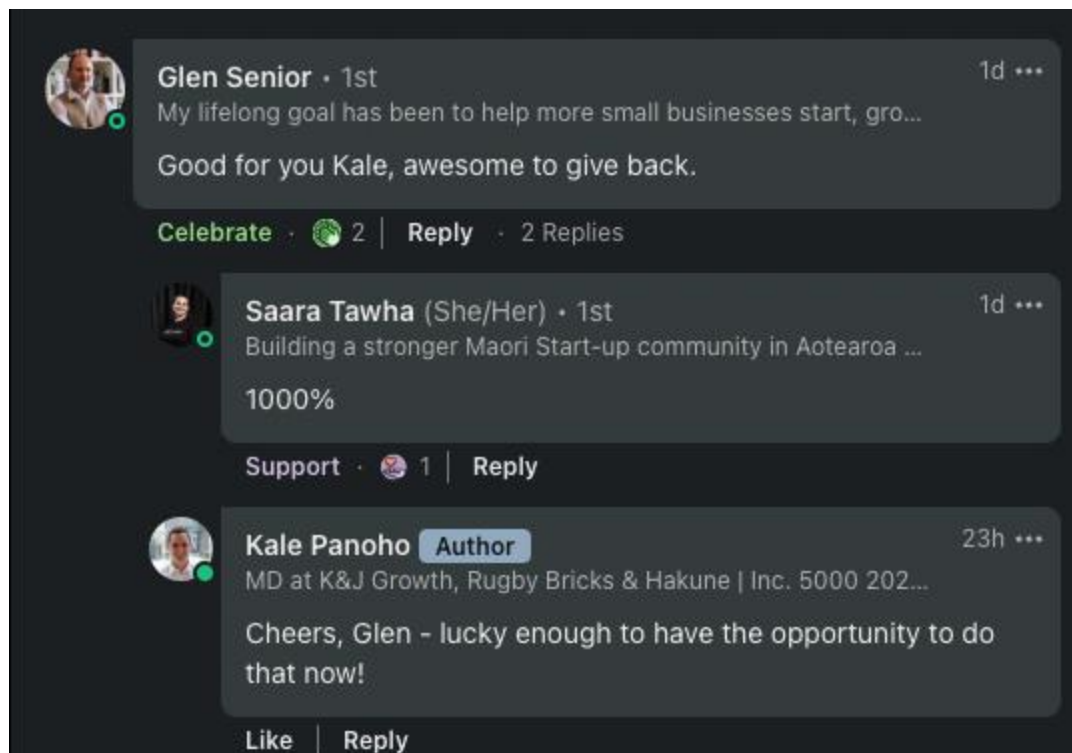 Glen Senior • 1st
1d •••
My lifelong goal has been to help more small businesses start, gro...
Good for you Kale, awesome to give back.
Celebrate · 2 | Reply · 2 Replies
Saara Tawha (She/Her) • 1st
1d •••
Building a stronger Maori Start-up community in Aotearoa ...
1000%
Support · 1 | Reply
Kale Panoho Author
23h •••
MD at K&J Growth, Rugby Bricks & Hakune | Inc. 5000 202...
Cheers, Glen - lucky enough to have the opportunity to do
that now!
Like | Reply